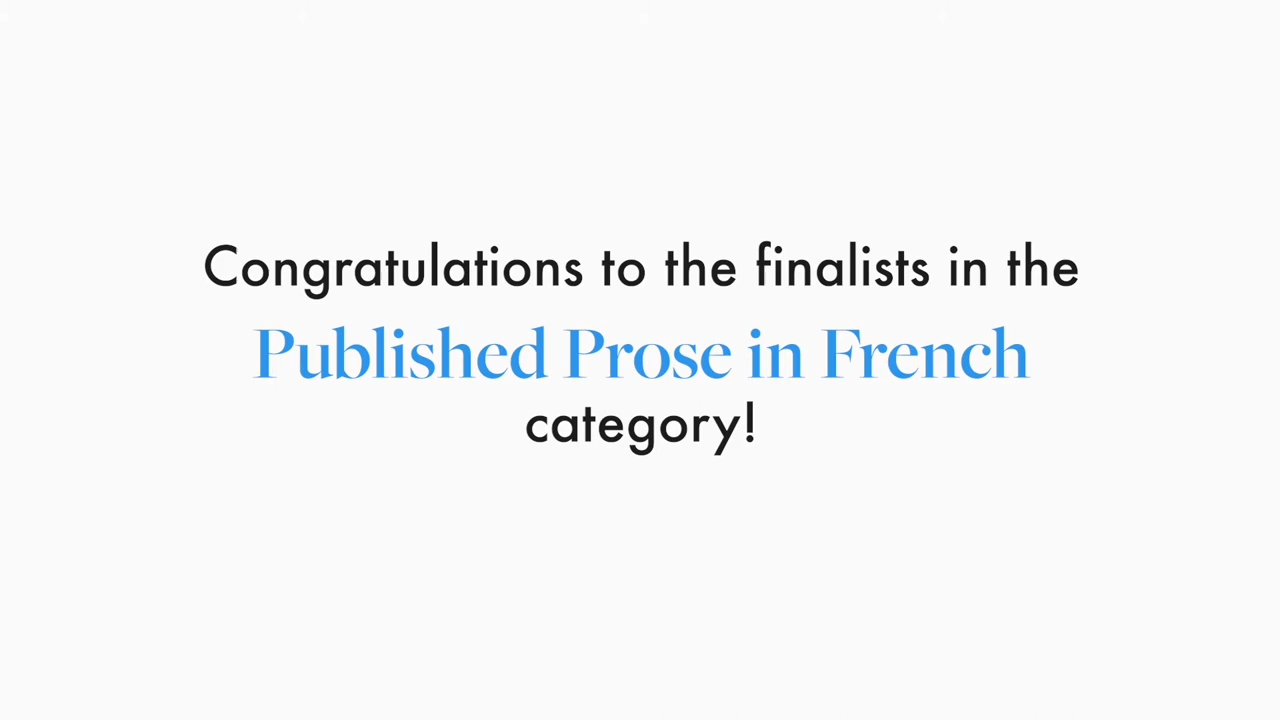 Congratulations to the finalists in the
Published Prose in French
category!